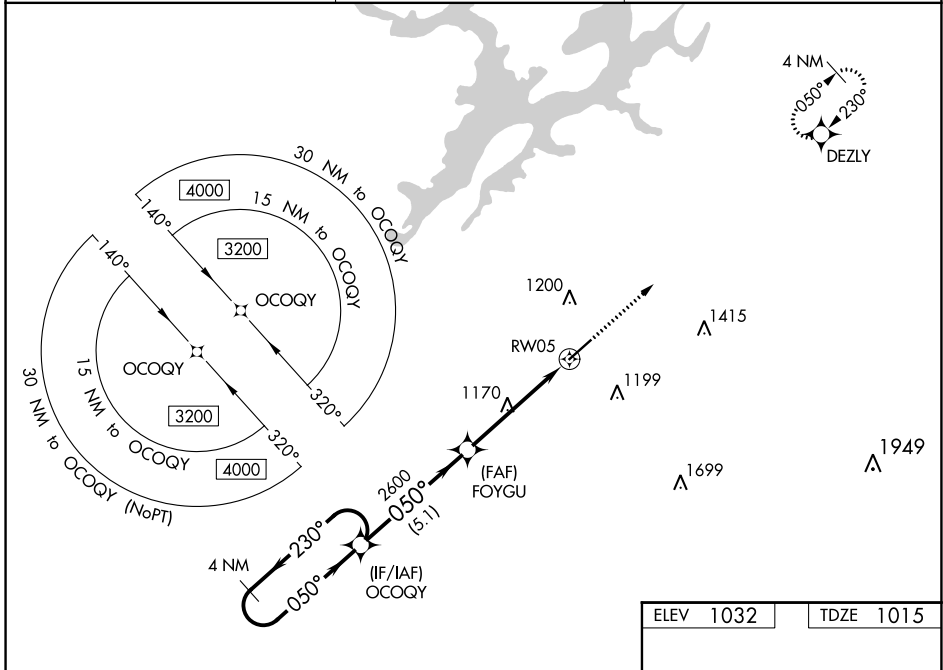 4 NM
050°
230°
DEZLY
30 NM to OCOQY
4000
15 NM to OCOQY
140°
3200
OCOQY
320°
140°
OCOQY
15 NM to OCOQY
3200
320°
30 NM to OCOQY (NoPT)
4000
1200
1415
RW05
1199
1170
1949
1699
(FAF)
FOYGU
2600
050°
(5.1)
230°
4 NM
050°
(IF/IAF)
OCOQY
ELEV 1032
TDZE 1015